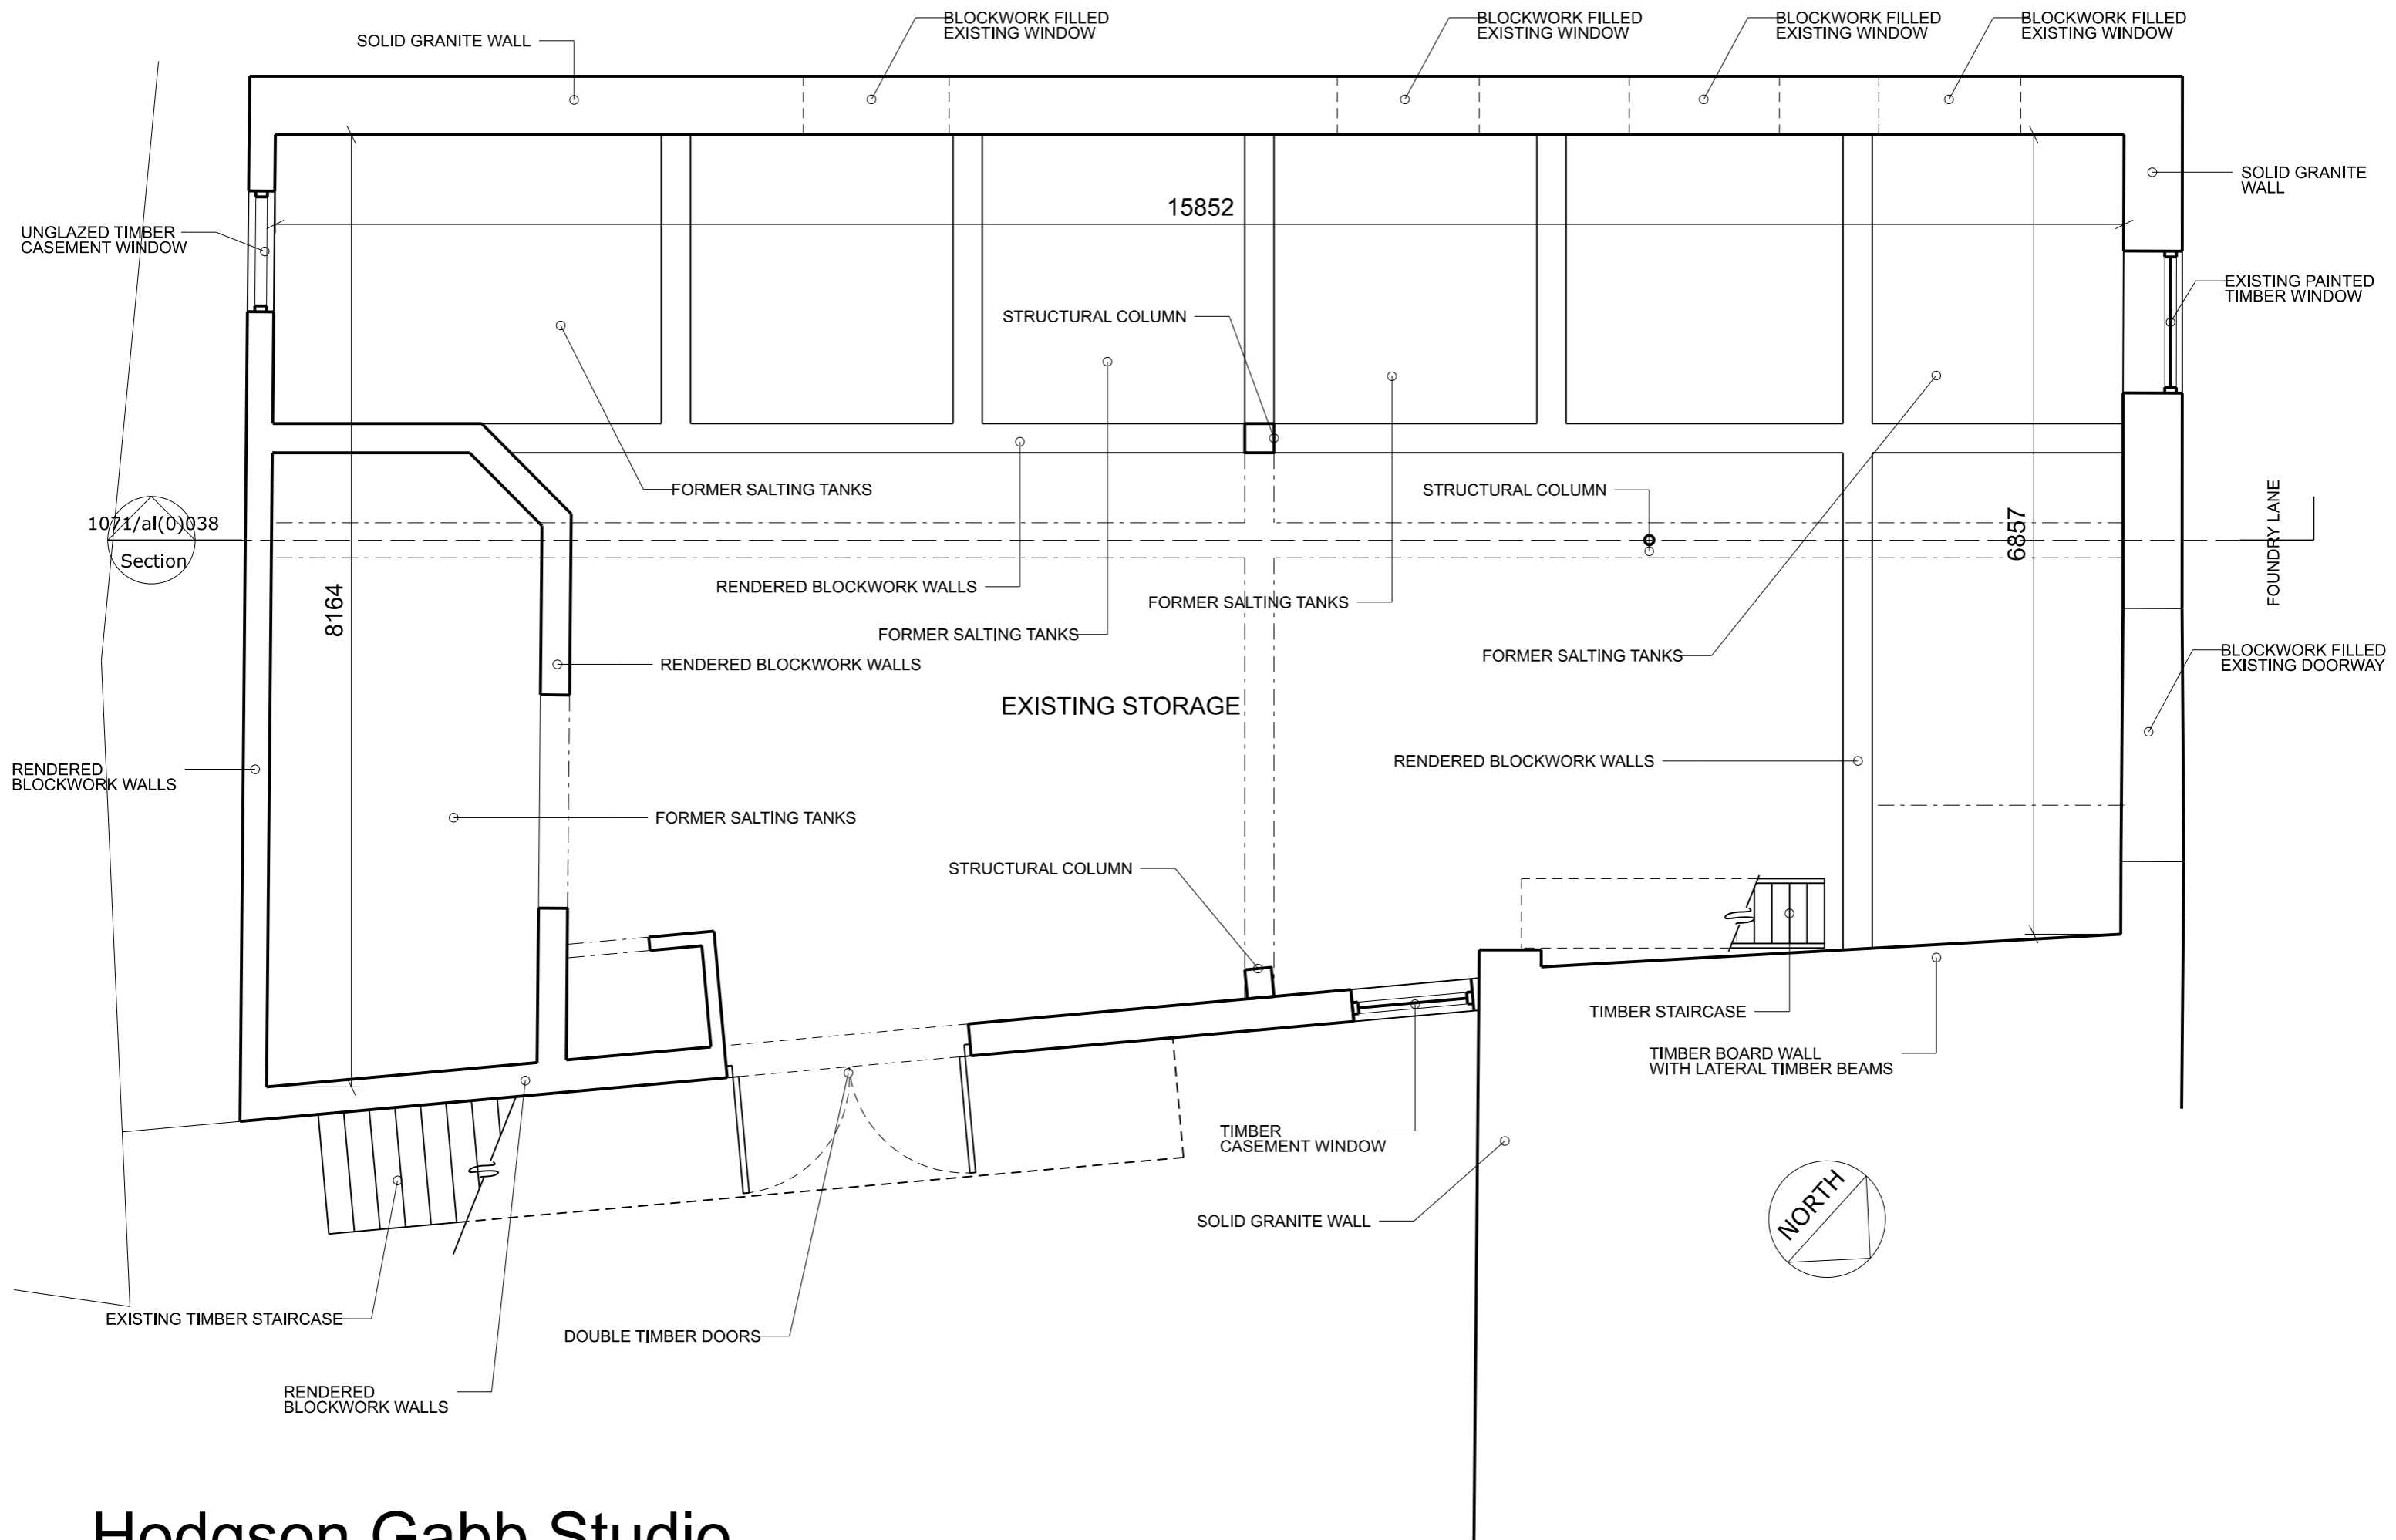 BLOCKWORK FILLED
EXISTING WINDOW
BLOCKWORK FILLED
EXISTING WINDOW
BLOCKWORK FILLED
EXISTING WINDOW
BLOCKWORK FILLED
EXISTING WINDOW
SOLID GRANITE WALL
SOLID GRANITE
WALL
15852
UNGLAZED TIMBER
CASEMENT WINDOW
EXISTING PAINTED
TIMBER WINDOW
STRUCTURAL COLUMN
FORMER SALTING TANKS
STRUCTURAL COLUMN
1071/al(0)038
Section
FOUNDRY LANE
6857
8164
RENDERED BLOCKWORK WALLS
FORMER SALTING TANKS
FORMER SALTING TANKS
FORMER SALTING TANKS
RENDERED BLOCKWORK WALLS
BLOCKWORK FILLED
EXISTING DOORWAY
EXISTING STORAGE
RENDERED
BLOCKWORK WALLS
RENDERED BLOCKWORK WALLS
FORMER SALTING TANKS
STRUCTURAL COLUMN
TIMBER STAIRCASE
TIMBER BOARD WALL
WITH LATERAL TIMBER BEAMS
TIMBER
CASEMENT WINDOW
SOLID GRANITE WALL
NORTH
EXISTING TIMBER STAIRCASE
DOUBLE TIMBER DOORS
RENDERED
BLOCKWORK WALLS
Hodgson Gabb Studio